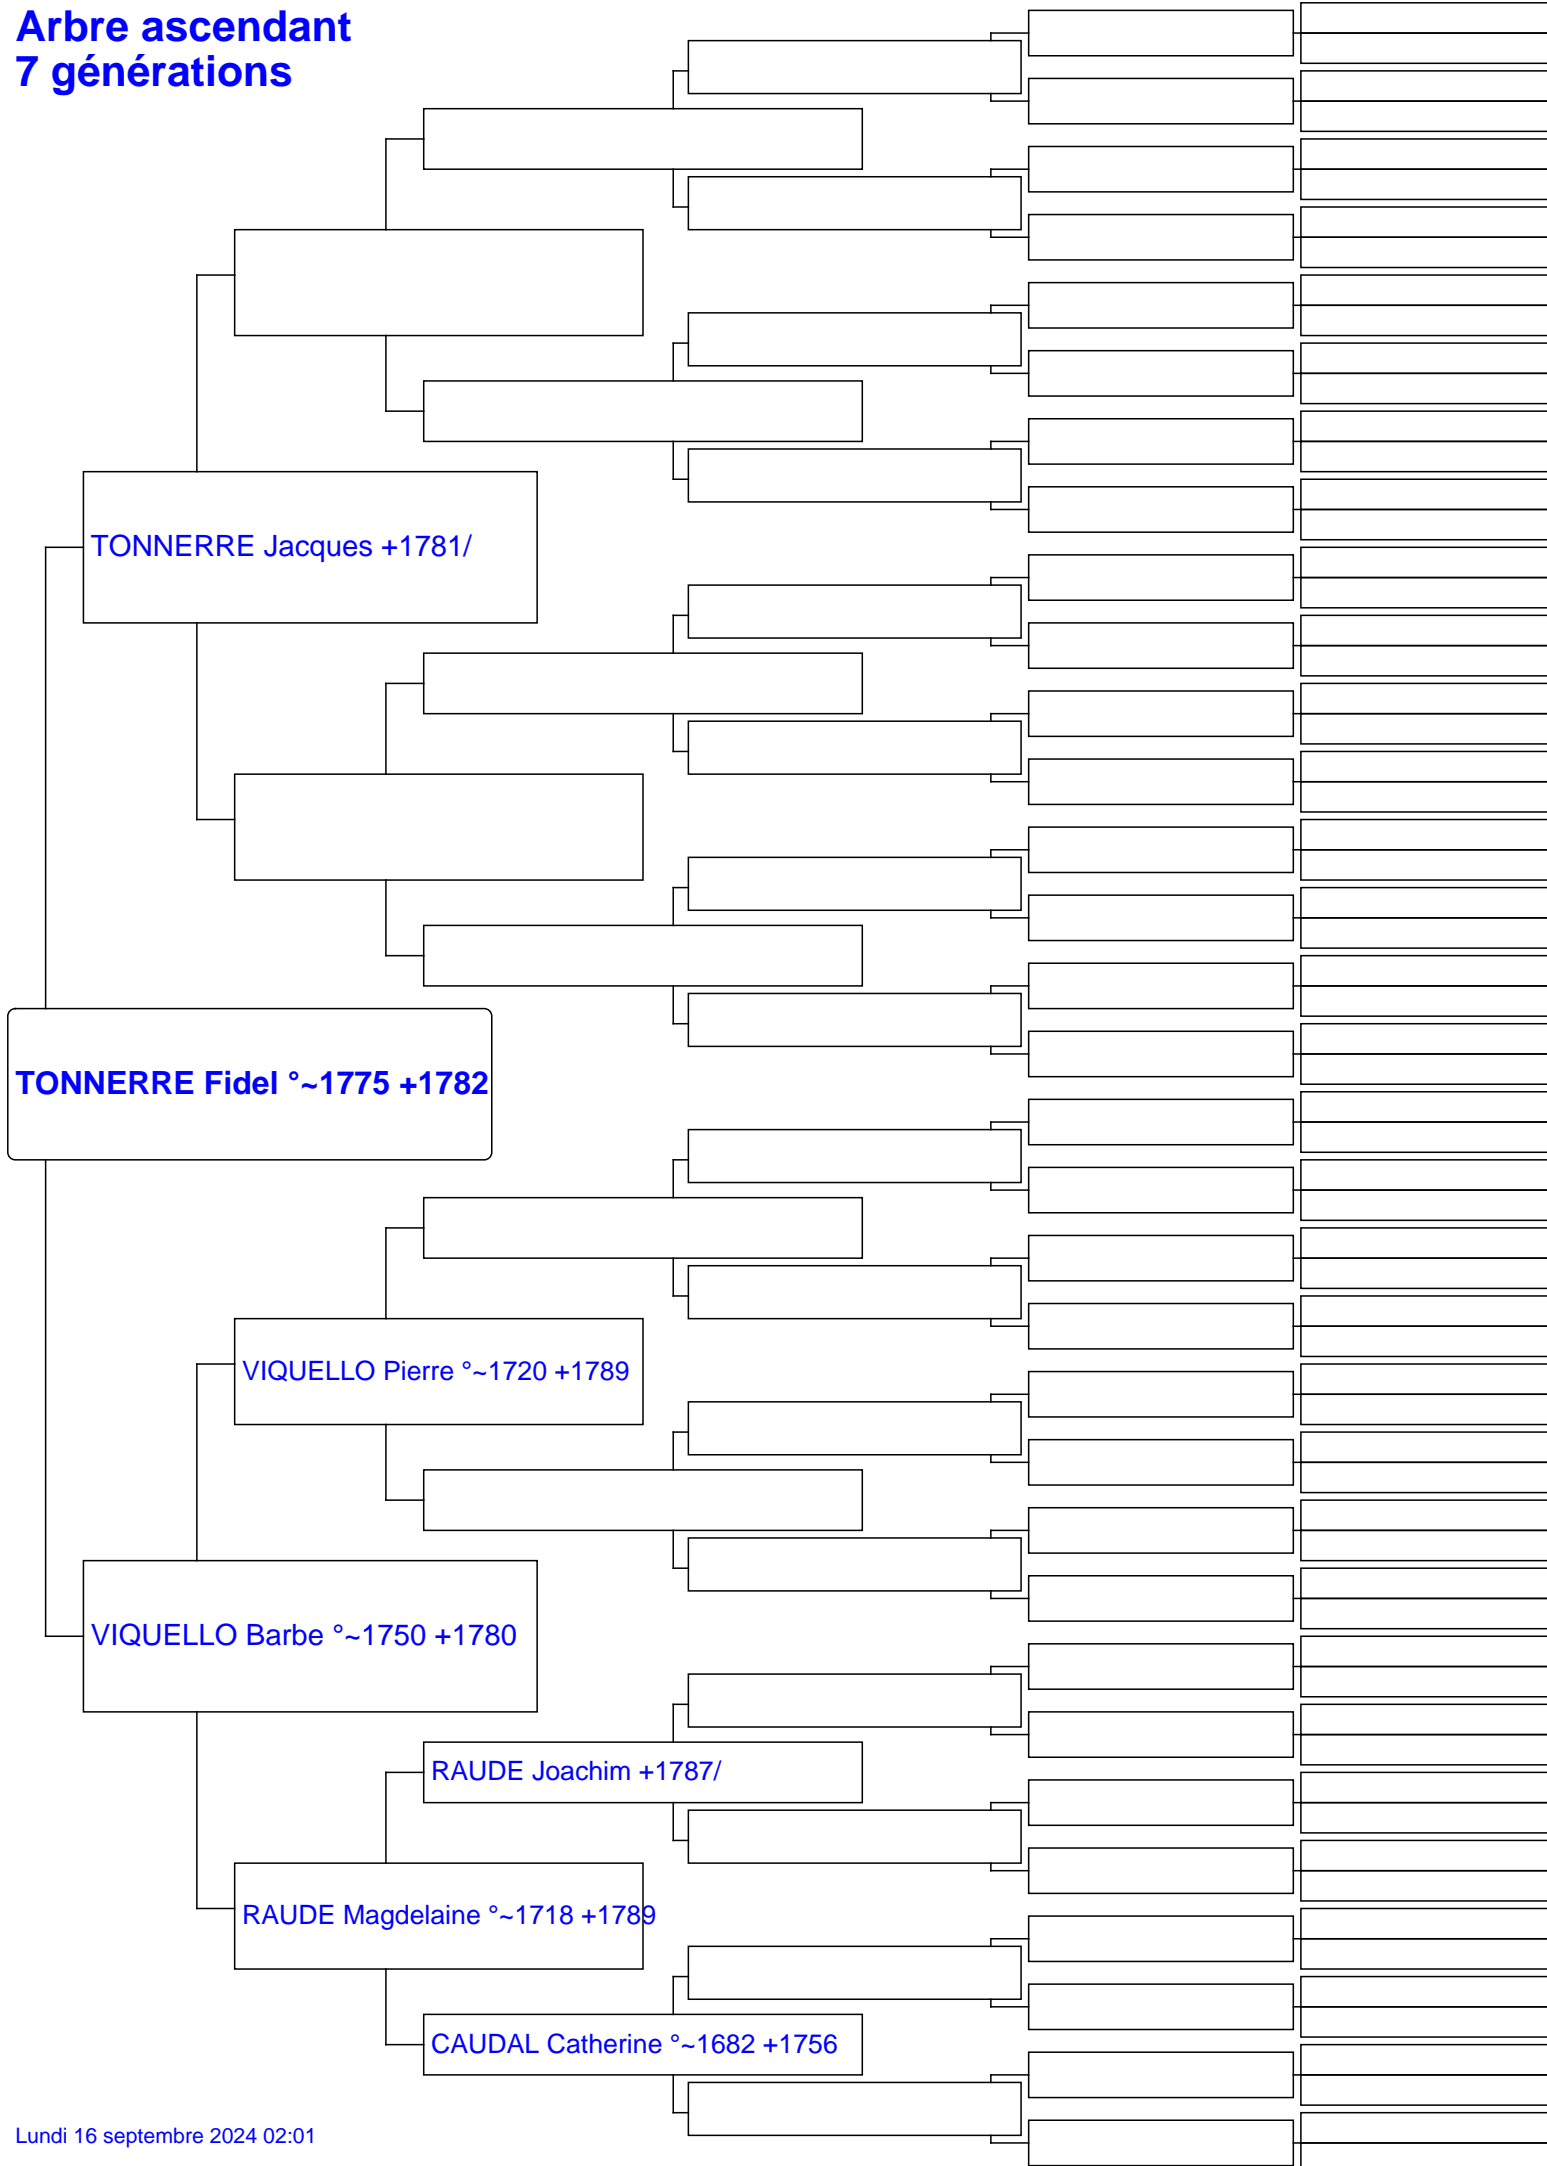 Arbre ascendant
7 générations
TONNERRE Jacques +1781/
TONNERRE Fidel °~1775 +1782
VIQUELLO Pierre °~1720 +1789
VIQUELLO Barbe °~1750 +1780
RAUDE Joachim +1787/
RAUDE Magdelaine °~1718 +1789
CAUDAL Catherine °~1682 +1756
Lundi 16 septembre 2024 02:01